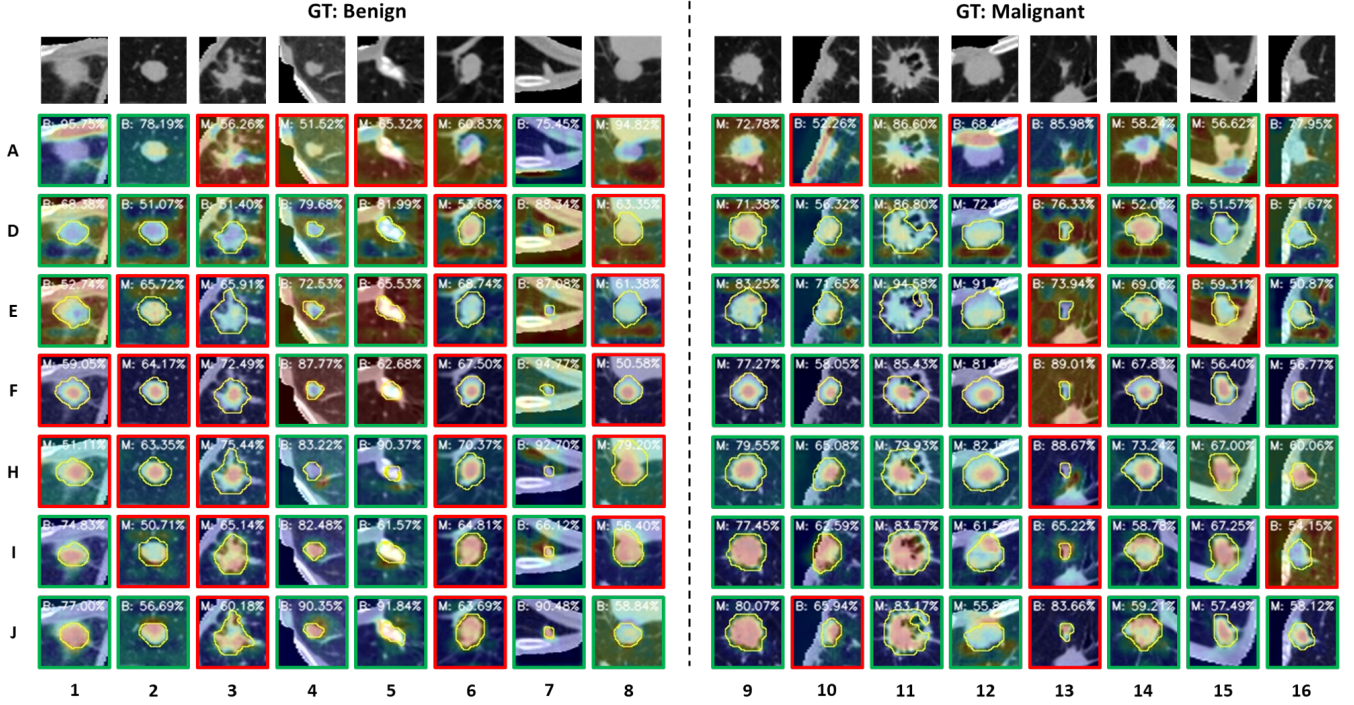 GT: Benign GT: Malignant
A B: 95.75% B: 78.19% M: 56.26% M: 51.52% M: 65.32% M: 60.83% B: 75.45% M: 94.82% M: 72.78% B: 52.26% M: 86.60% B: 68.46% B: 85.98% M: 58.24% M: 56.62% B: 77.95%
D B: 68.38% B: 51.07% B: 51.40% B: 79.68% B: 81.99% M: 53.68% B: 88.34% M: 63.35% M: 71.38% M: 56.32% M: 86.80% M: 72.16% B: 76.33% M: 52.05% B: 51.57% B: 51.67%
E B: 52.74% M: 65.72% M: 65.91% B: 72.53% B: 65.53% M: 68.74% B: 87.08% M: 61.38% M: 83.25% M: 71.65% M: 94.58% M: 91.70% B: 73.94% M: 69.06% B: 59.31% M: 50.87%
F M: 59.05% M: 64.17% M: 72.49% B: 87.77% B: 62.68% M: 67.50% B: 94.77% M: 50.58% M: 77.27% M: 58.05% M: 85.43% M: 81.16% B: 89.01% M: 67.83% M: 56.40% M: 56.77%
H M: 51.11% M: 63.35% M: 75.44% B: 83.22% B: 90.37% M: 70.37% B: 92.70% M: 79.20% M: 79.55% M: 65.08% M: 79.93% M: 82.17% B: 88.67% M: 73.24% M: 67.00% M: 60.06%
I B: 74.83% M: 50.71% M: 65.14% B: 82.48% B: 61.57% M: 64.81% B: 66.12% M: 56.40% M: 77.45% M: 62.59% M: 83.57% M: B: 65.22% M: 58.78% M: 67.25% B: 54.15%
J B: 77.00% B: 56.69% M: 60.18% B: 90.35% B: 91.84% M: 63.69% B: 90.48% B: 58.84% M: 80.07% B: 65.94% M: 83.17% M: B: 83.66% M: 59.21% M: 57.49% M: 58.12%
1 2 3 4 5 6 7 8 9 10 11 12 13 14 15 16